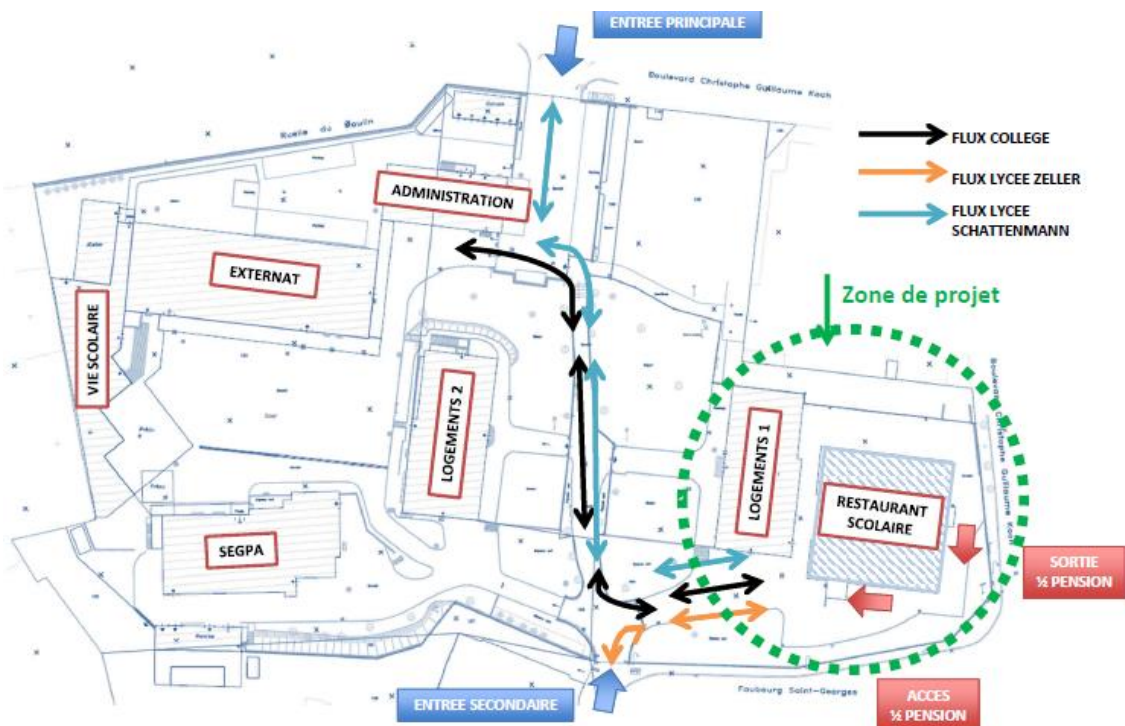 ENTREE PRINCIPALE
Boulevard Christophe Guillaume Koch
Ruelle du Boulin
FLUX COLLEGE
FLUX LYCEE ZELLER
FLUX LYCEE
SCHATTENMANN
ADMINISTRATION
EXTERNAT
VIE SCOLAIRE
Zone de projet
LOGEMENTS 2
LOGEMENTS 1
Boulevard Christophe Guillaume Koch
RESTAURANT
SCOLAIRE
SEGPA
SORTIE
½ PENSION
Faubourg Saint-Georges
ENTREE SECONDAIRE
ACCES
½ PENSION